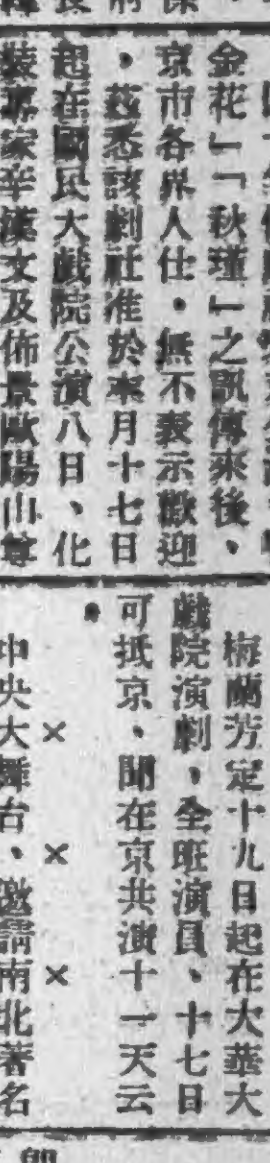 金花」「秋瑾」之訊傳來後、
京市各界人仕・無不表示歡迎
・茲悉該劇社准於本月十七日
起在國民大戲院公演八日、化
裝專家辛漢文及佈景歐陽山尊
梅蘭芳定十九日起在大華大
戲院演劇・全班演員、十七日
可抵京・聞在京共演十一天云
・
× × ×
中央大舞台・邀請南北著名